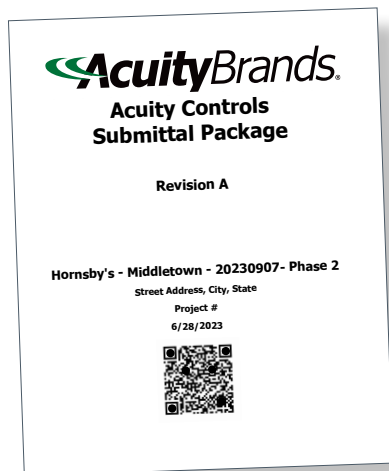 AcuityBrands.
Acuity Controls
Submittal Package
Revision A
Hornsby's - Middletown - 20230907- Phase 2
Street Address, City, State
Project #
6/28/2023